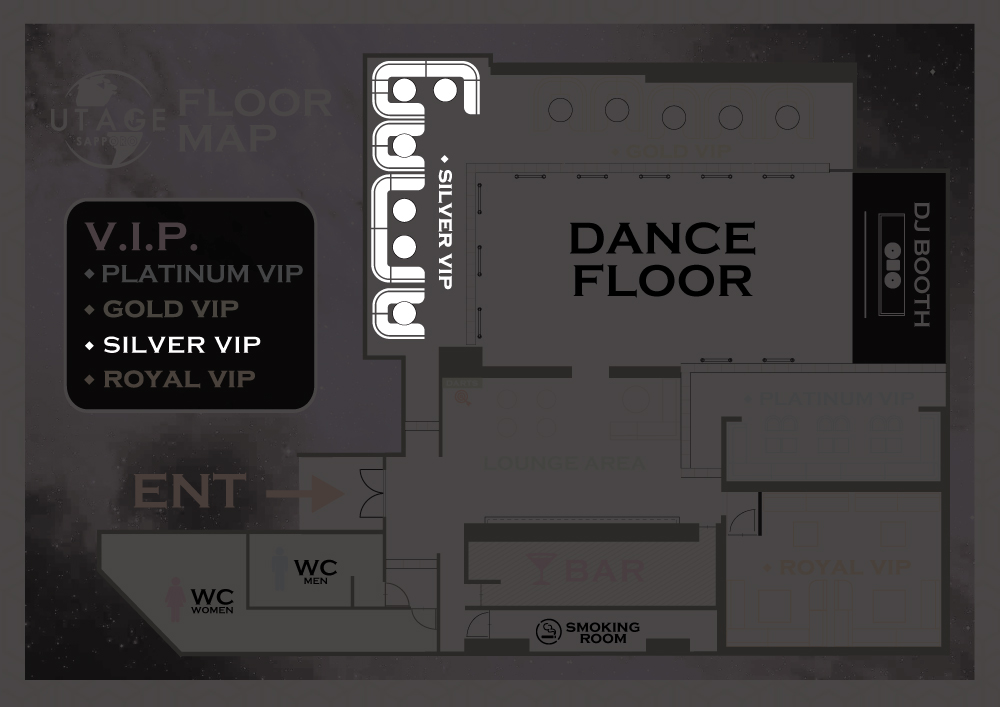 UTAGE
SAPPORO
FLOOR
MAP
V.I.P.
◆ PLATINUM VIP
◆ GOLD VIP
◆ SILVER VIP
◆ ROYAL VIP
◆ SILVER VIP
◆ GOLD VIP
DANCE
FLOOR
DJ BOOTH
◆ PLATINUM VIP
LOUNGE AREA
ENT
◆ ROYAL VIP
BAR
WC
MEN
WC
WOMEN
SMOKING
ROOM